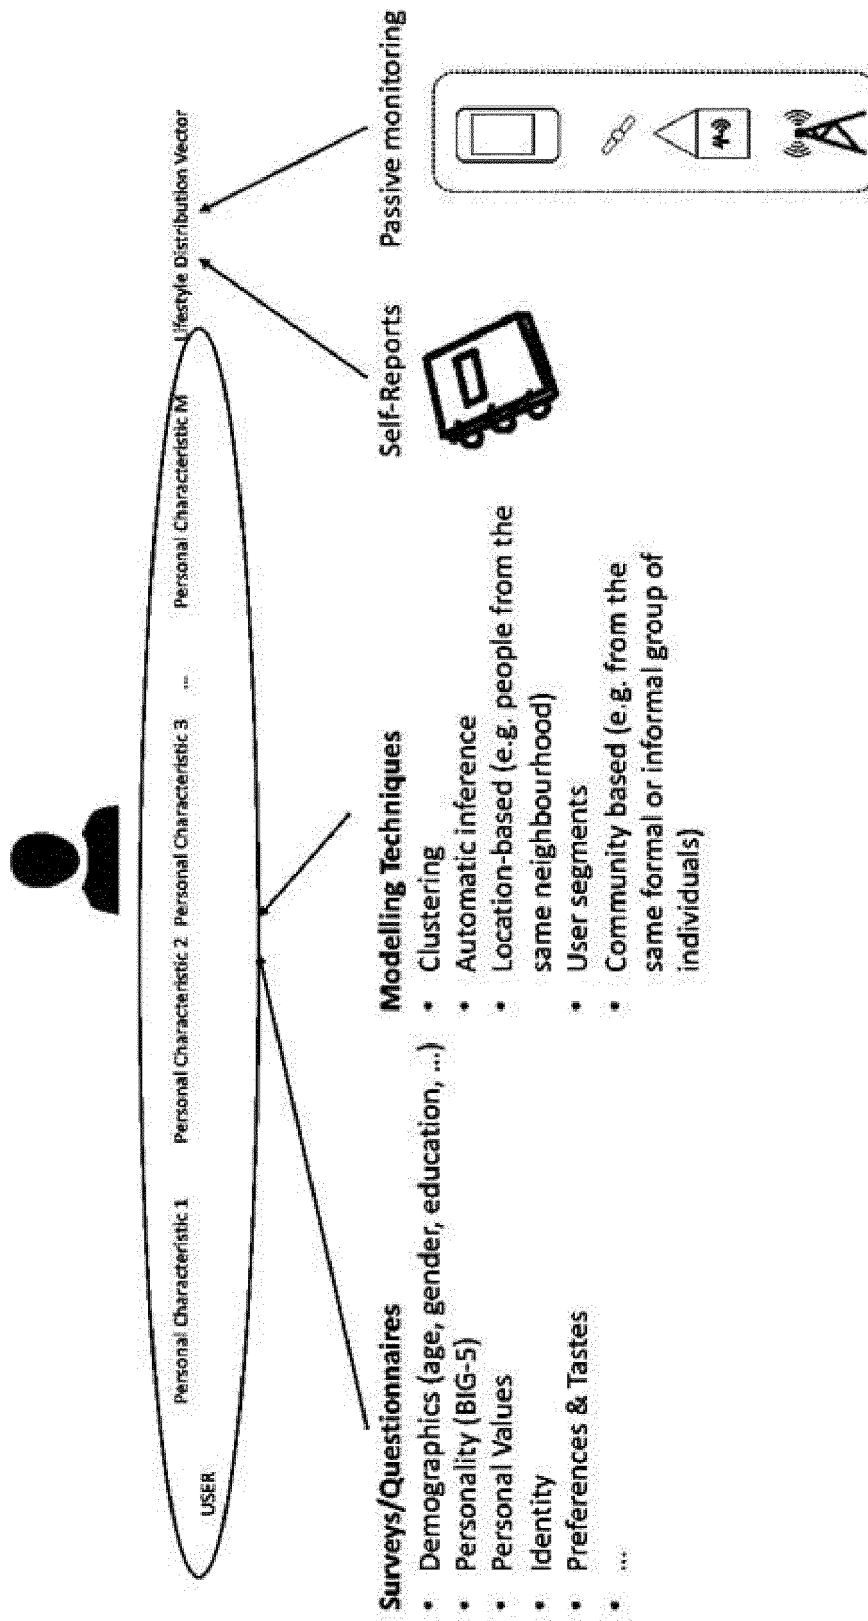 USER
Personal Characteristic 1
Personal Characteristic 2
Personal Characteristic 3
...
Personal Characteristic M
Lifestyle Distribution Vector
Surveys/Questionnaires
• Demographics (age, gender, education, ...)
• Personality (BIG-5)
• Personal Values
• Identity
• Preferences & Tastes
• ...
Modelling Techniques
• Clustering
• Automatic inference
• Location-based (e.g. people from the
same neighbourhood)
• User segments
• Community based (e.g. from the
same formal or informal group of
individuals)
Self-Reports
Passive monitoring